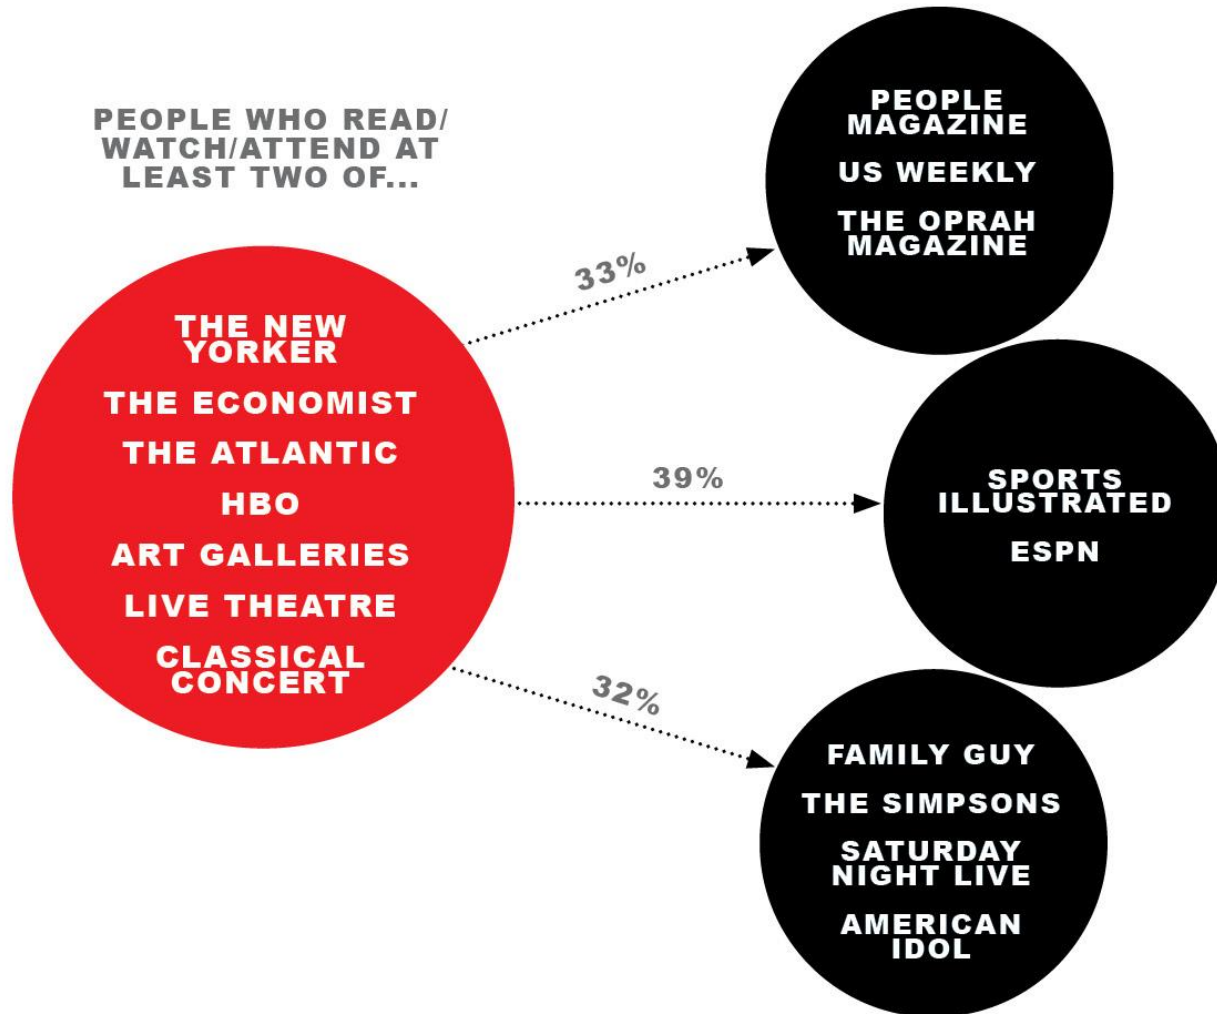 PEOPLE WHO READ/
WATCH/ATTEND AT
LEAST TWO OF...
THE NEW
YORKER
THE ECONOMIST
THE ATLANTIC
HBO
ART GALLERIES
LIVE THEATRE
CLASSICAL
CONCERT
33%
39%
32%
PEOPLE
MAGAZINE
US WEEKLY
THE OPRAH
MAGAZINE
SPORTS
ILLUSTRATED
ESPN
FAMILY GUY
THE SIMPSONS
SATURDAY
NIGHT LIVE
AMERICAN
IDOL